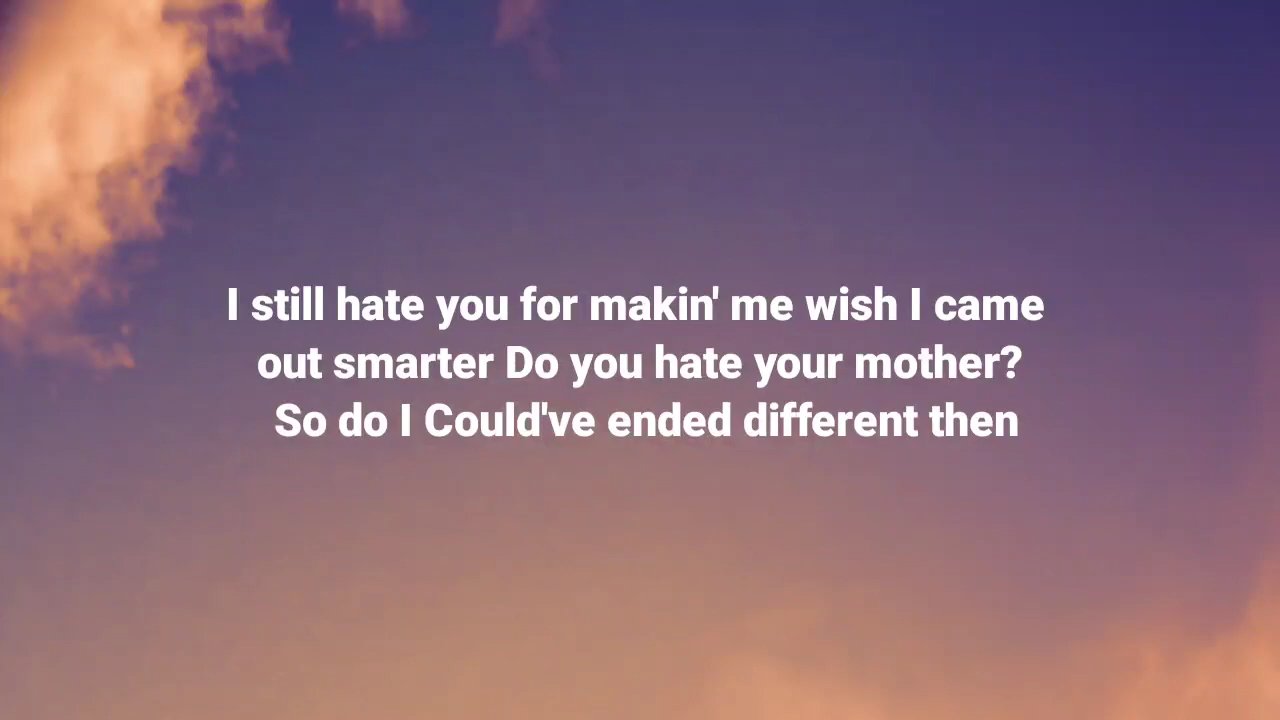 I still hate you for makin' me wish I came
out smarter Do you hate your mother?
So do I Could've ended different then